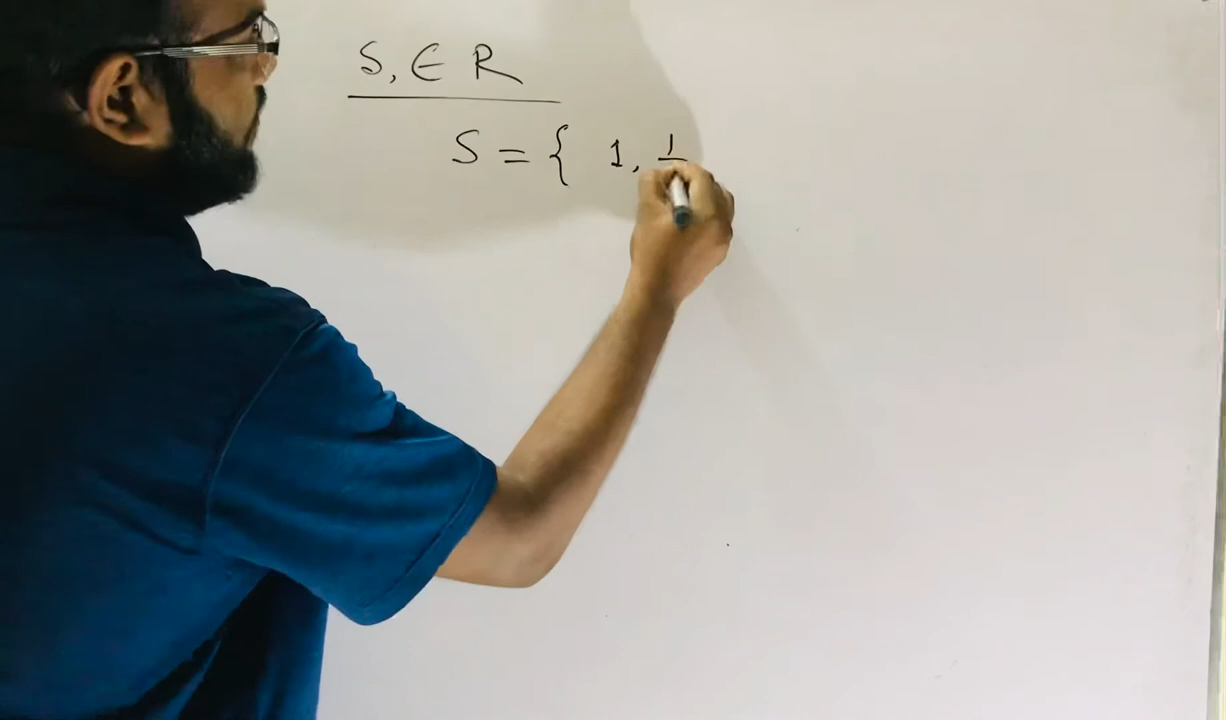 S, ∈ R
S = { 1, 1